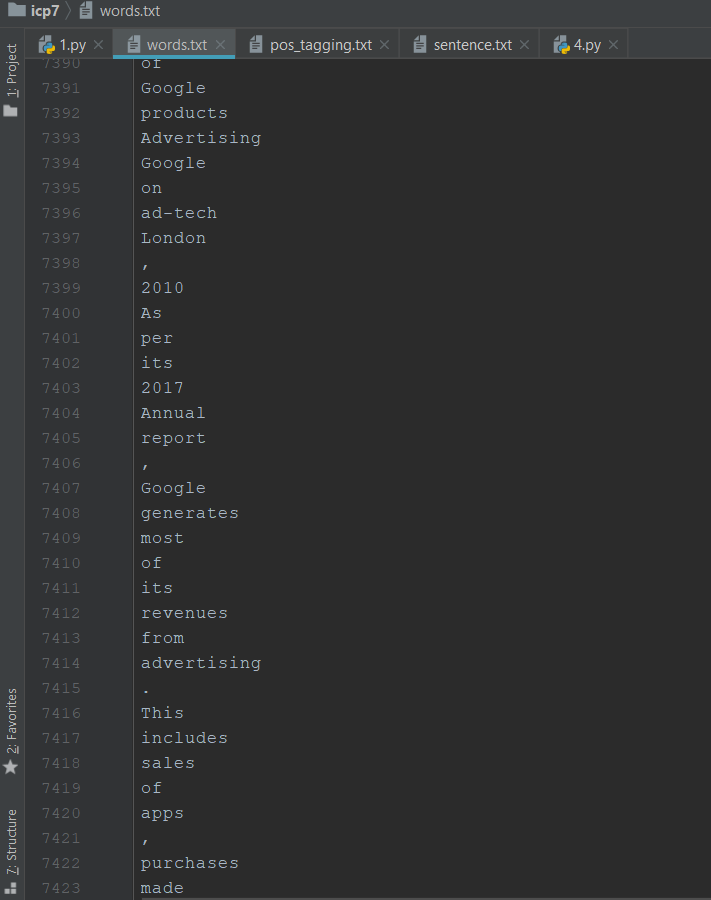 icp7 words.txt
1.py words.txt pos_tagging.txt sentence.txt 4.py
1: Project
2: Favorites
7: Structure
7390 of
7391 Google
7392 products
7393 Advertising
7394 Google
7395 on
7396 ad-tech
7397 London
7398 ,
7399 2010
7400 As
7401 per
7402 its
7403 2017
7404 Annual
7405 report
7406 ,
7407 Google
7408 generates
7409 most
7410 of
7411 its
7412 revenues
7413 from
7414 advertising
7415 .
7416 This
7417 includes
7418 sales
7419 of
7420 apps
7421 ,
7422 purchases
7423 made